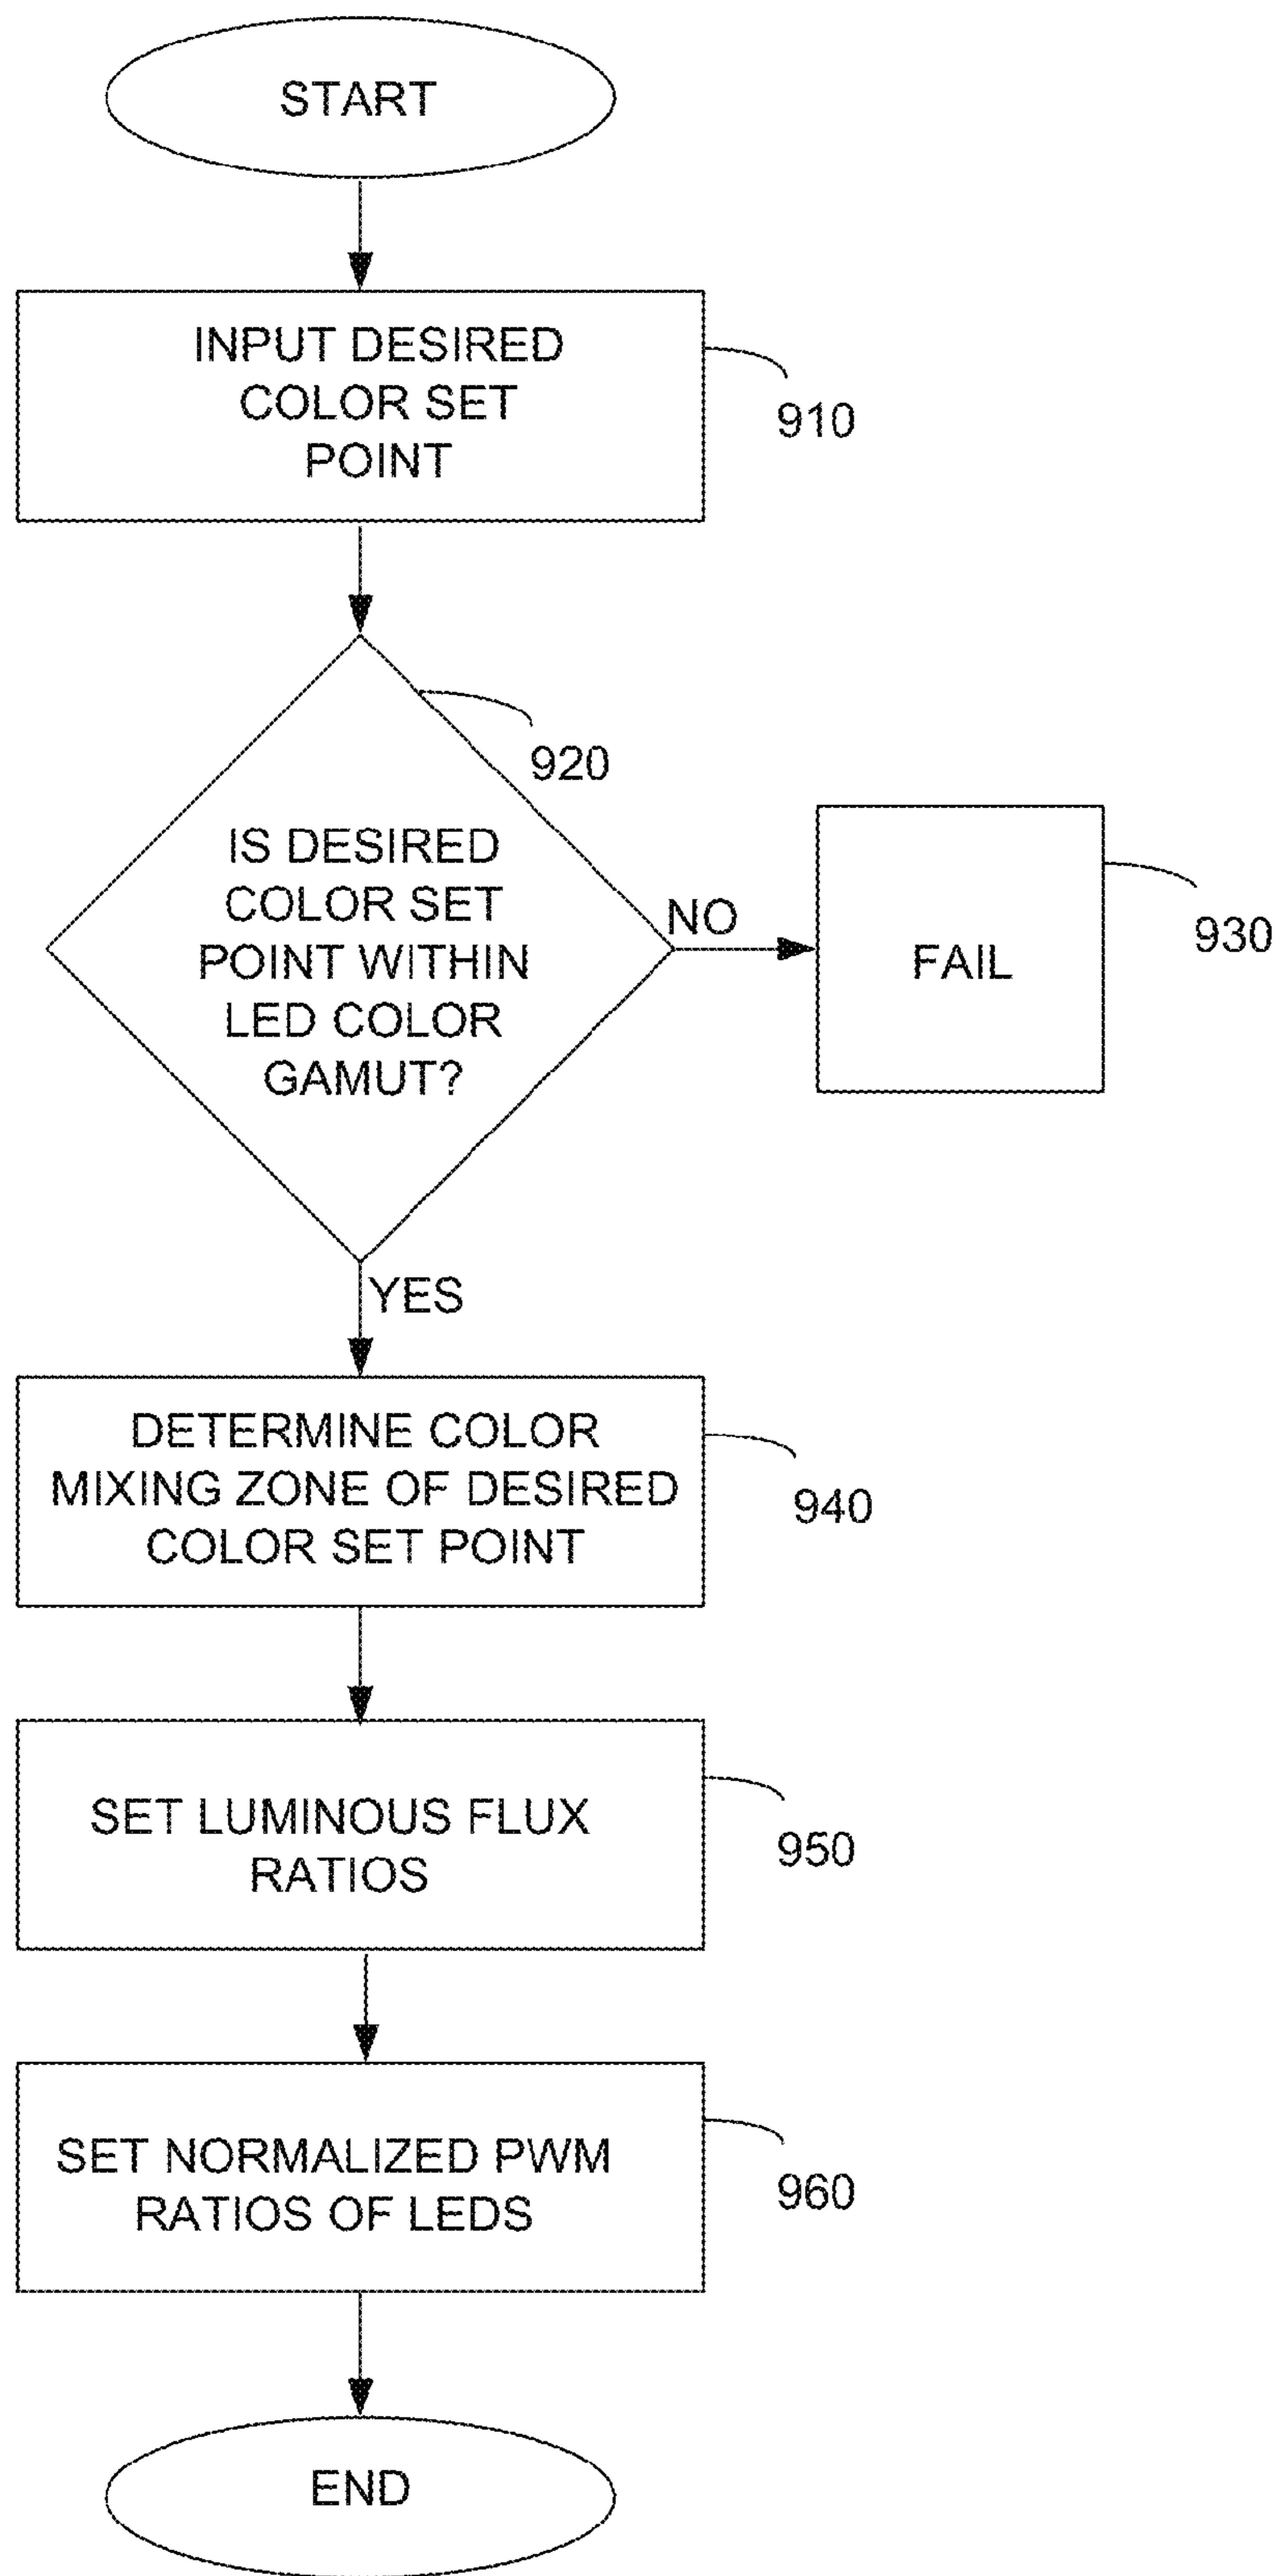 START
INPUT DESIRED
COLOR SET
POINT
910
920
IS DESIRED
COLOR SET
POINT WITHIN
LED COLOR
GAMUT?
NO
FAIL
930
YES
DETERMINE COLOR
MIXING ZONE OF DESIRED
COLOR SET POINT
940
SET LUMINOUS FLUX
RATIOS
950
SET NORMALIZED PWM
RATIOS OF LEDS
960
END